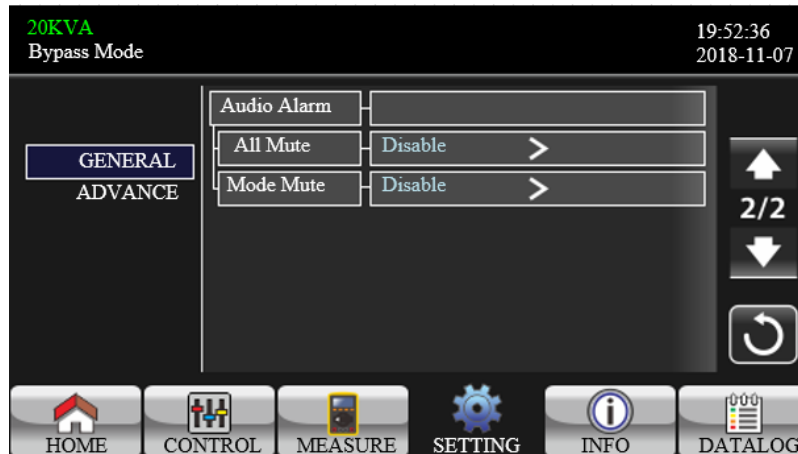 20KVA
Bypass Mode
19:52:36
2018-11-07
GENERAL
ADVANCE
Audio Alarm
All Mute
Disable
Mode Mute
Disable
2/2
HOME
CONTROL
MEASURE
SETTING
INFO
DATALOG